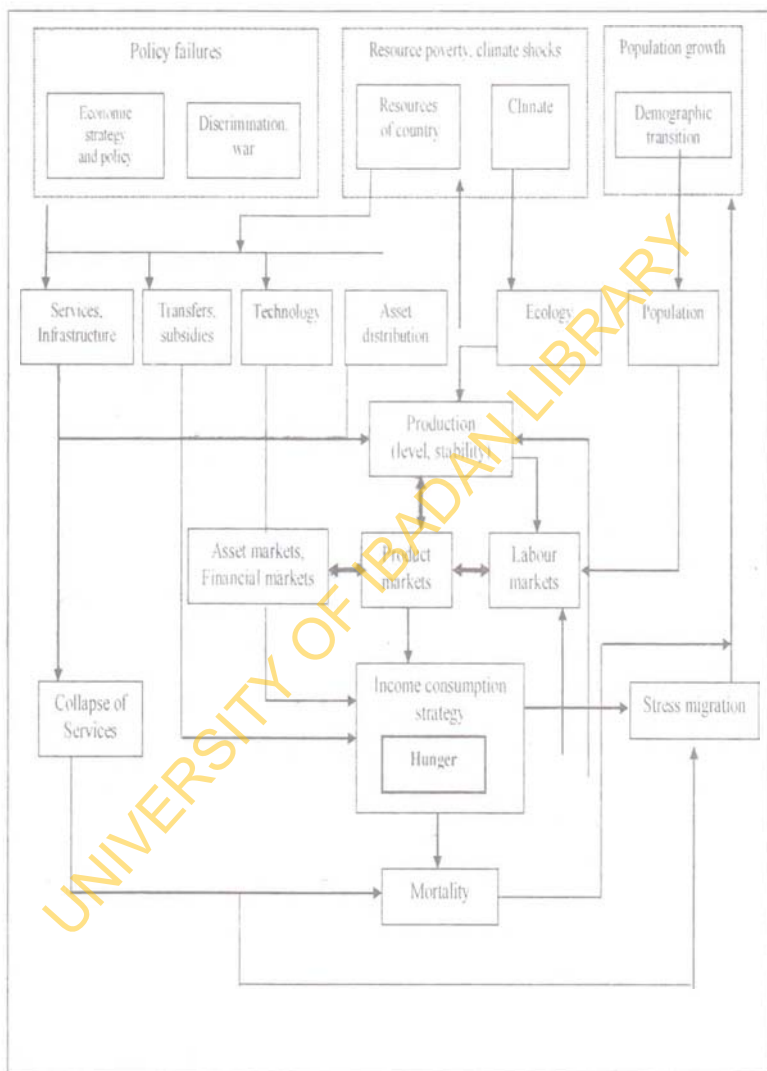 Policy failures
Economic
strategy
and policy
Discrimination,
war
Resource poverty, climate shocks
Resources
of country
Climate
Population growth
Demographic
transition
Services,
Infrastructure
Transfers,
subsidies
Technology
Asset
distribution
Ecology
Population
Production
(level, stability)
Asset markets,
Financial markets
Product
markets
Labour
markets
Collapse of
Services
Income consumption
strategy
Hunger
Stress migration
Mortality
UNIVERSITY OF IBADAN LIBRARY